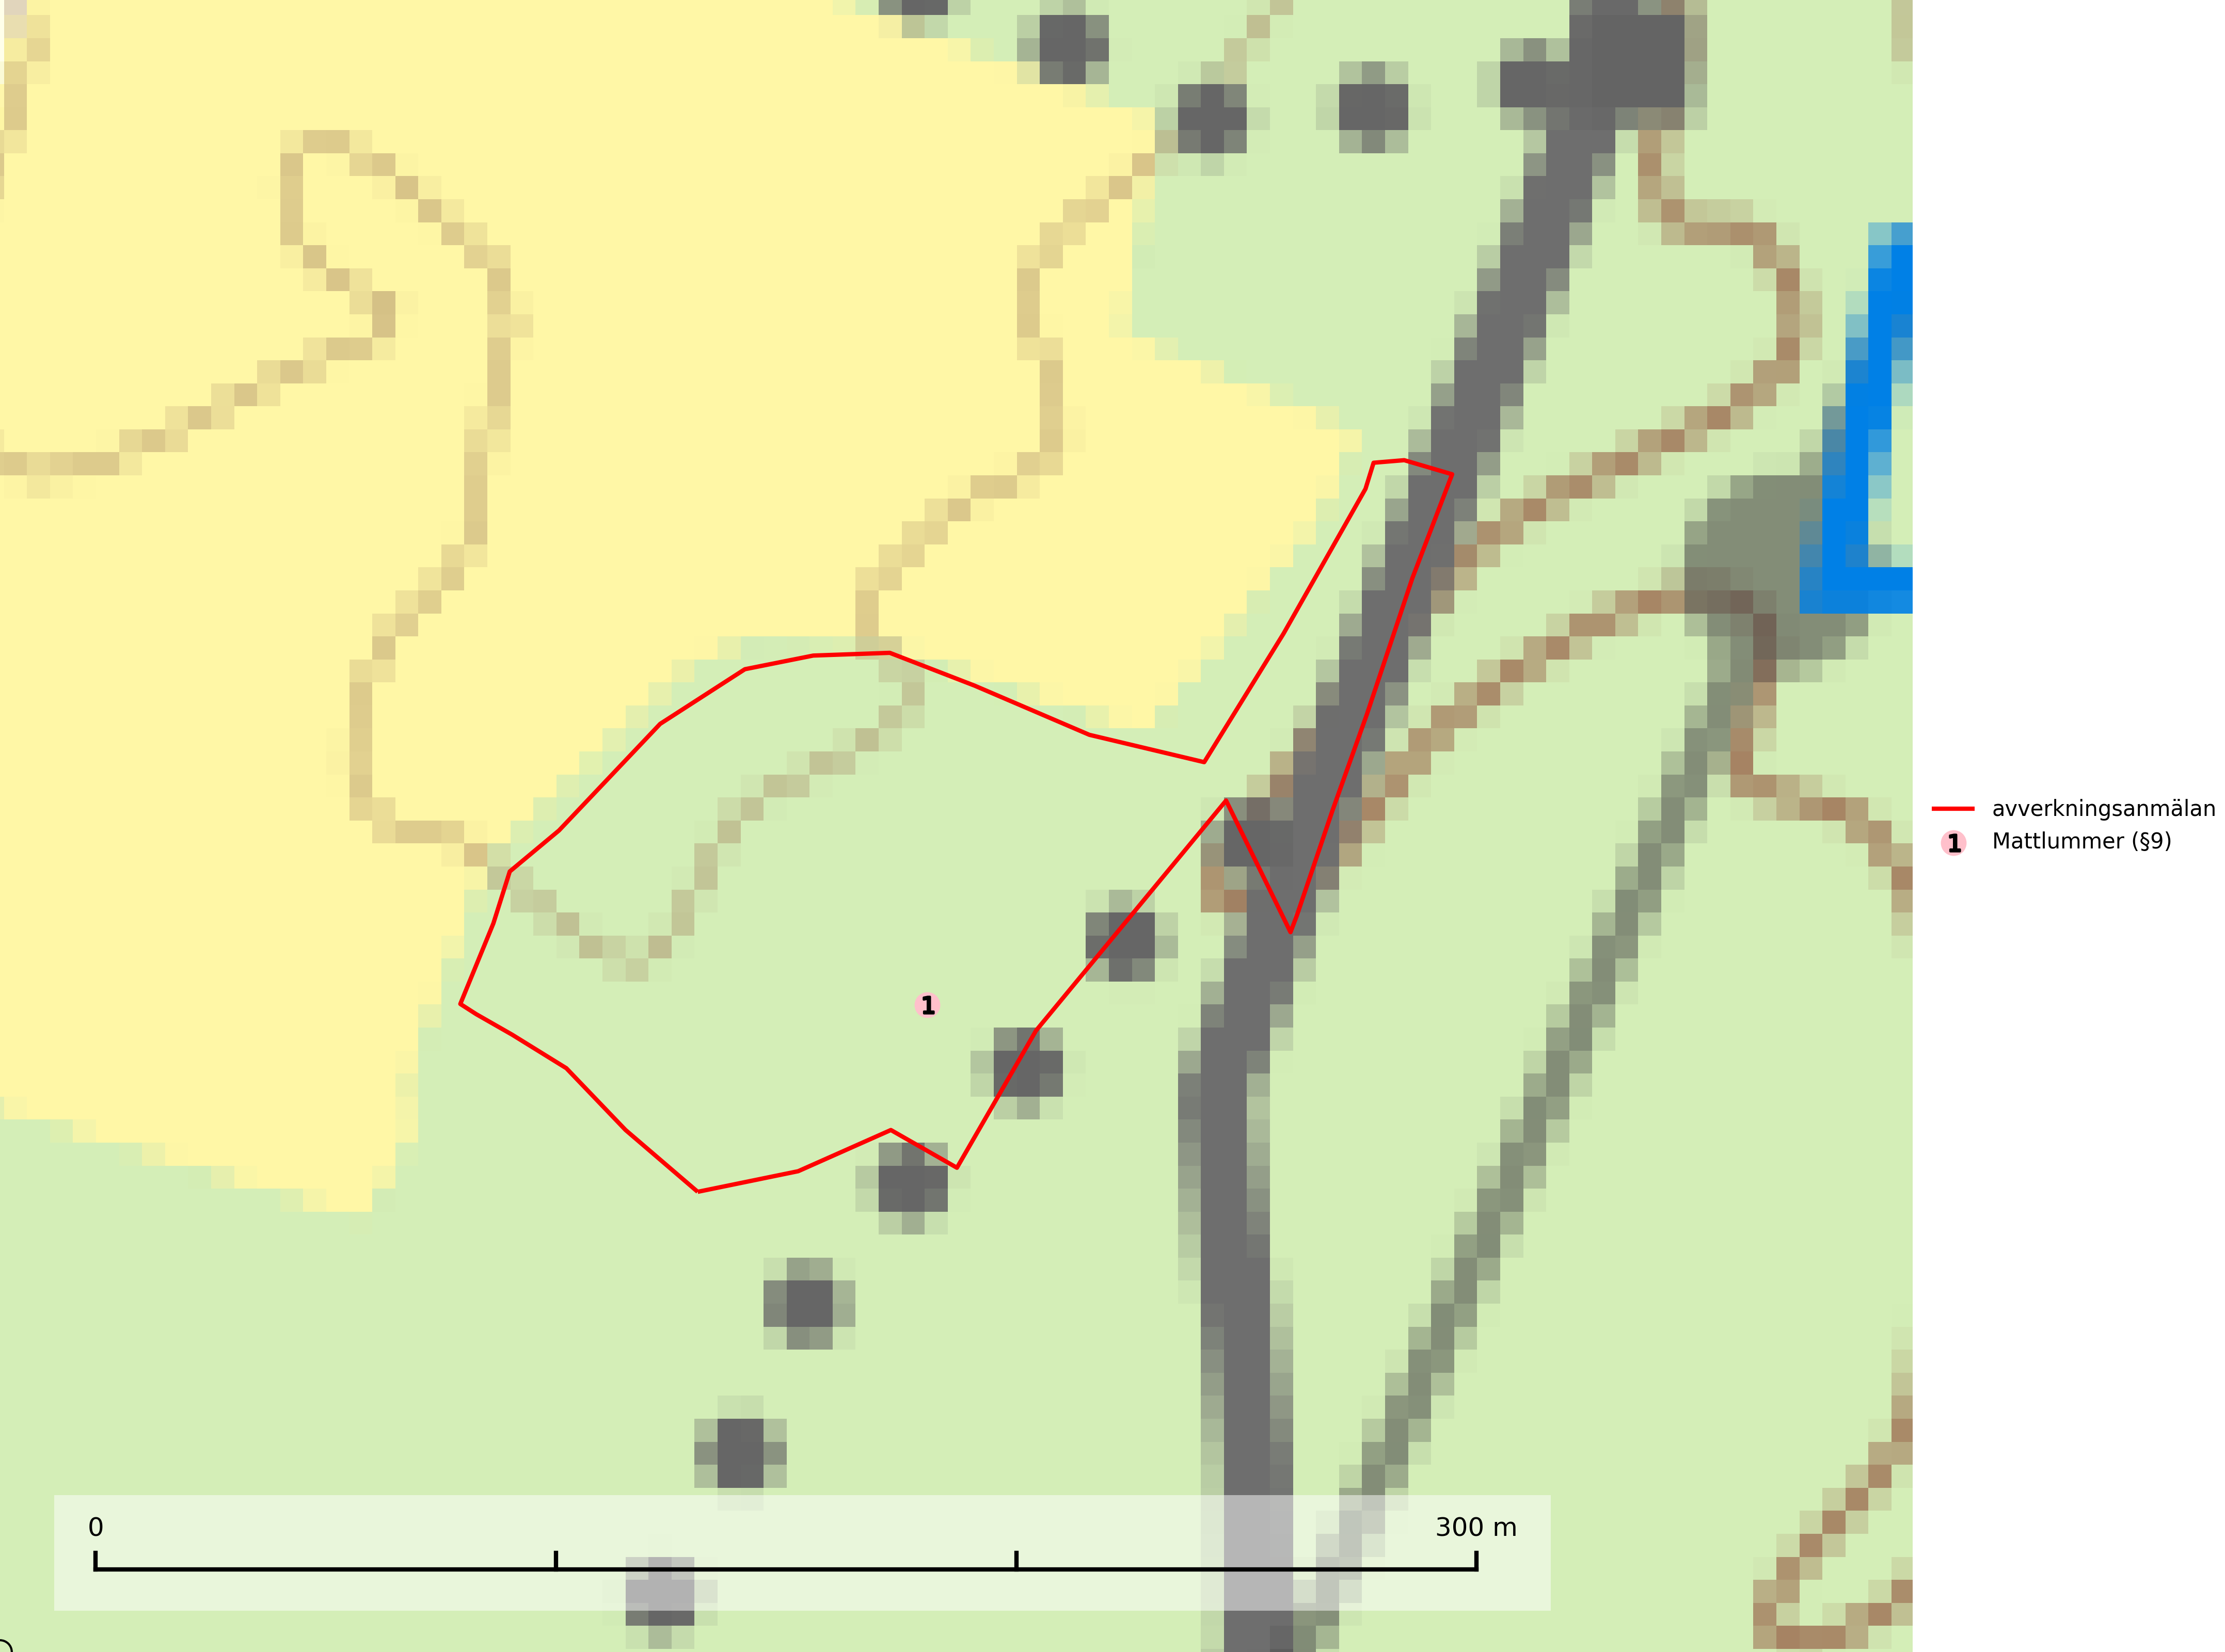 avverkningsanmälan
1 Mattlummer (§9)
1
0 300 m